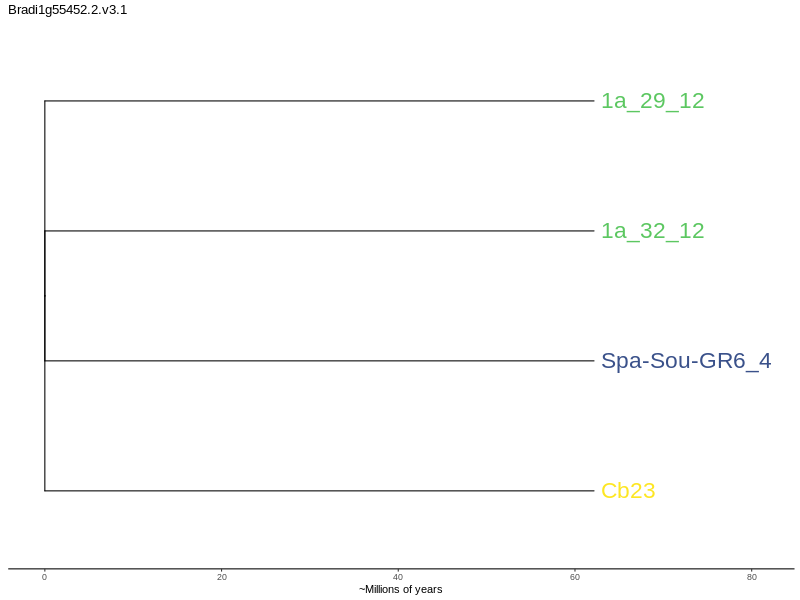 Bradi1g55452.2.v3.1
1a_29_12
1a_32_12
Spa-Sou-GR6_4
Cb23
0 20 40 60 80
~Millions of years